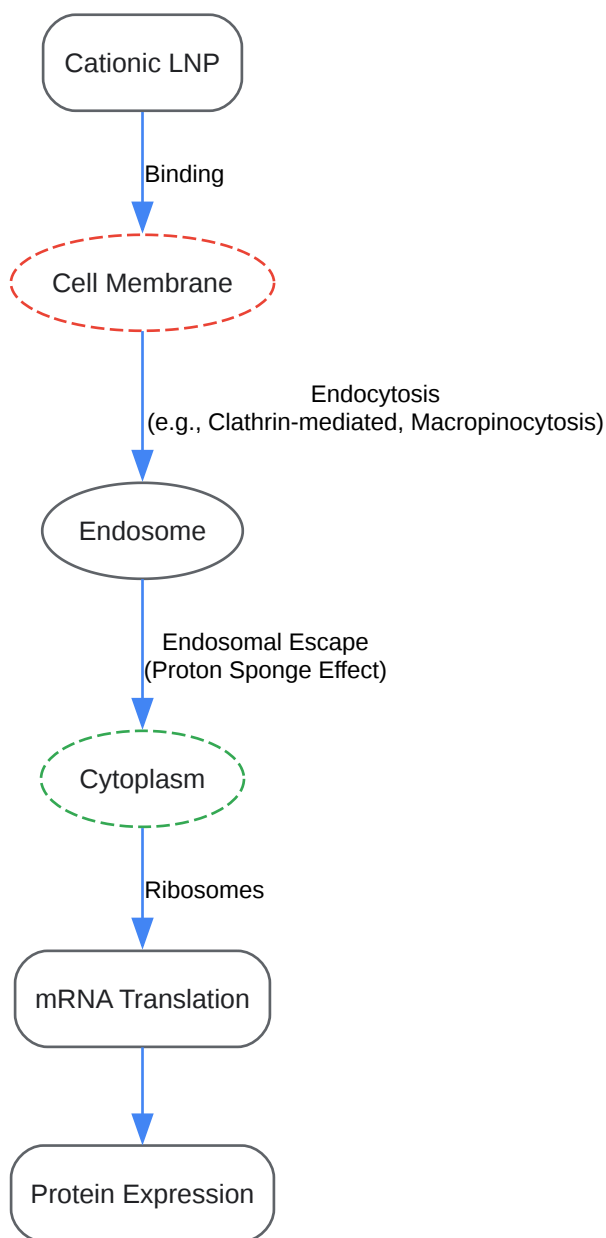 Cationic LNP
Binding
Cell Membrane
Endocytosis
(e.g., Clathrin-mediated, Macropinocytosis)
Endosome
Endosomal Escape
(Proton Sponge Effect)
Cytoplasm
Ribosomes
mRNA Translation
Protein Expression